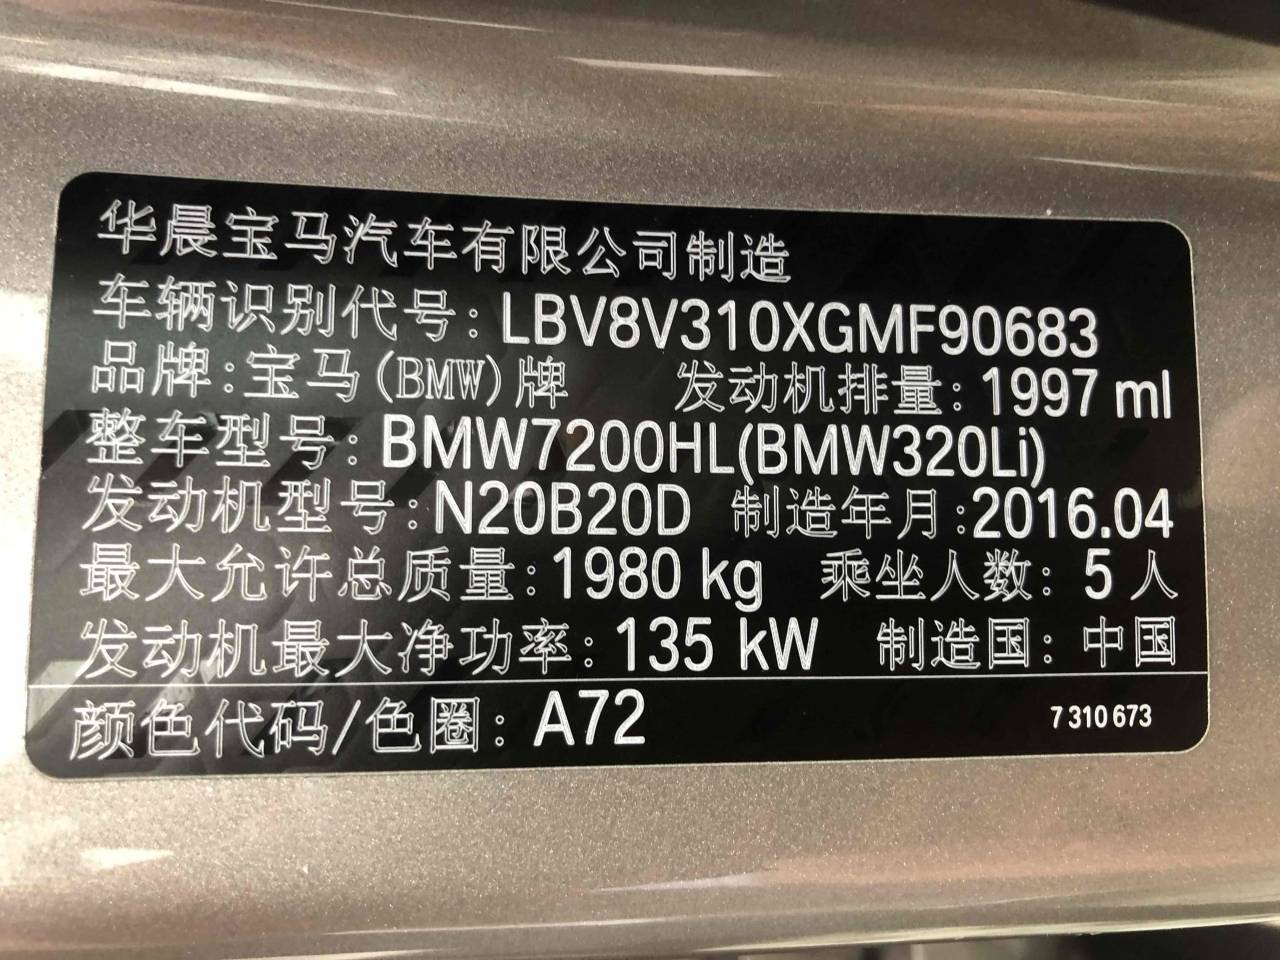 华晨宝马汽车有限公司制造
车辆识别代号:LBV8V310XGMF90683
品牌:宝马(BMW)牌 发动机排量:1997 ml
整车型号:BMW7200HL(BMW320Li)
发动机型号:N20B20D 制造年月:2016.04
最大允许总质量:1980 kg 乘坐人数:5 人
发动机最大净功率:135 kW 制造国:中国
颜色代码/色圈:A72 7 310 673